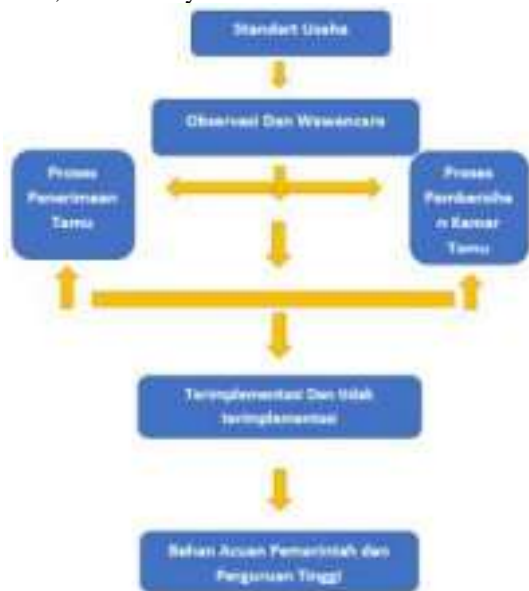 Standart Usaha
Observasi Dan Wawancara
Proses
Penerimaan
Tamu
Proses
Pembersiha
n Kamar
Tamu
Terimplementasi Dan tidak
terimplementasi
Bahan Acuan Pemerintah dan
Perguruan Tinggi